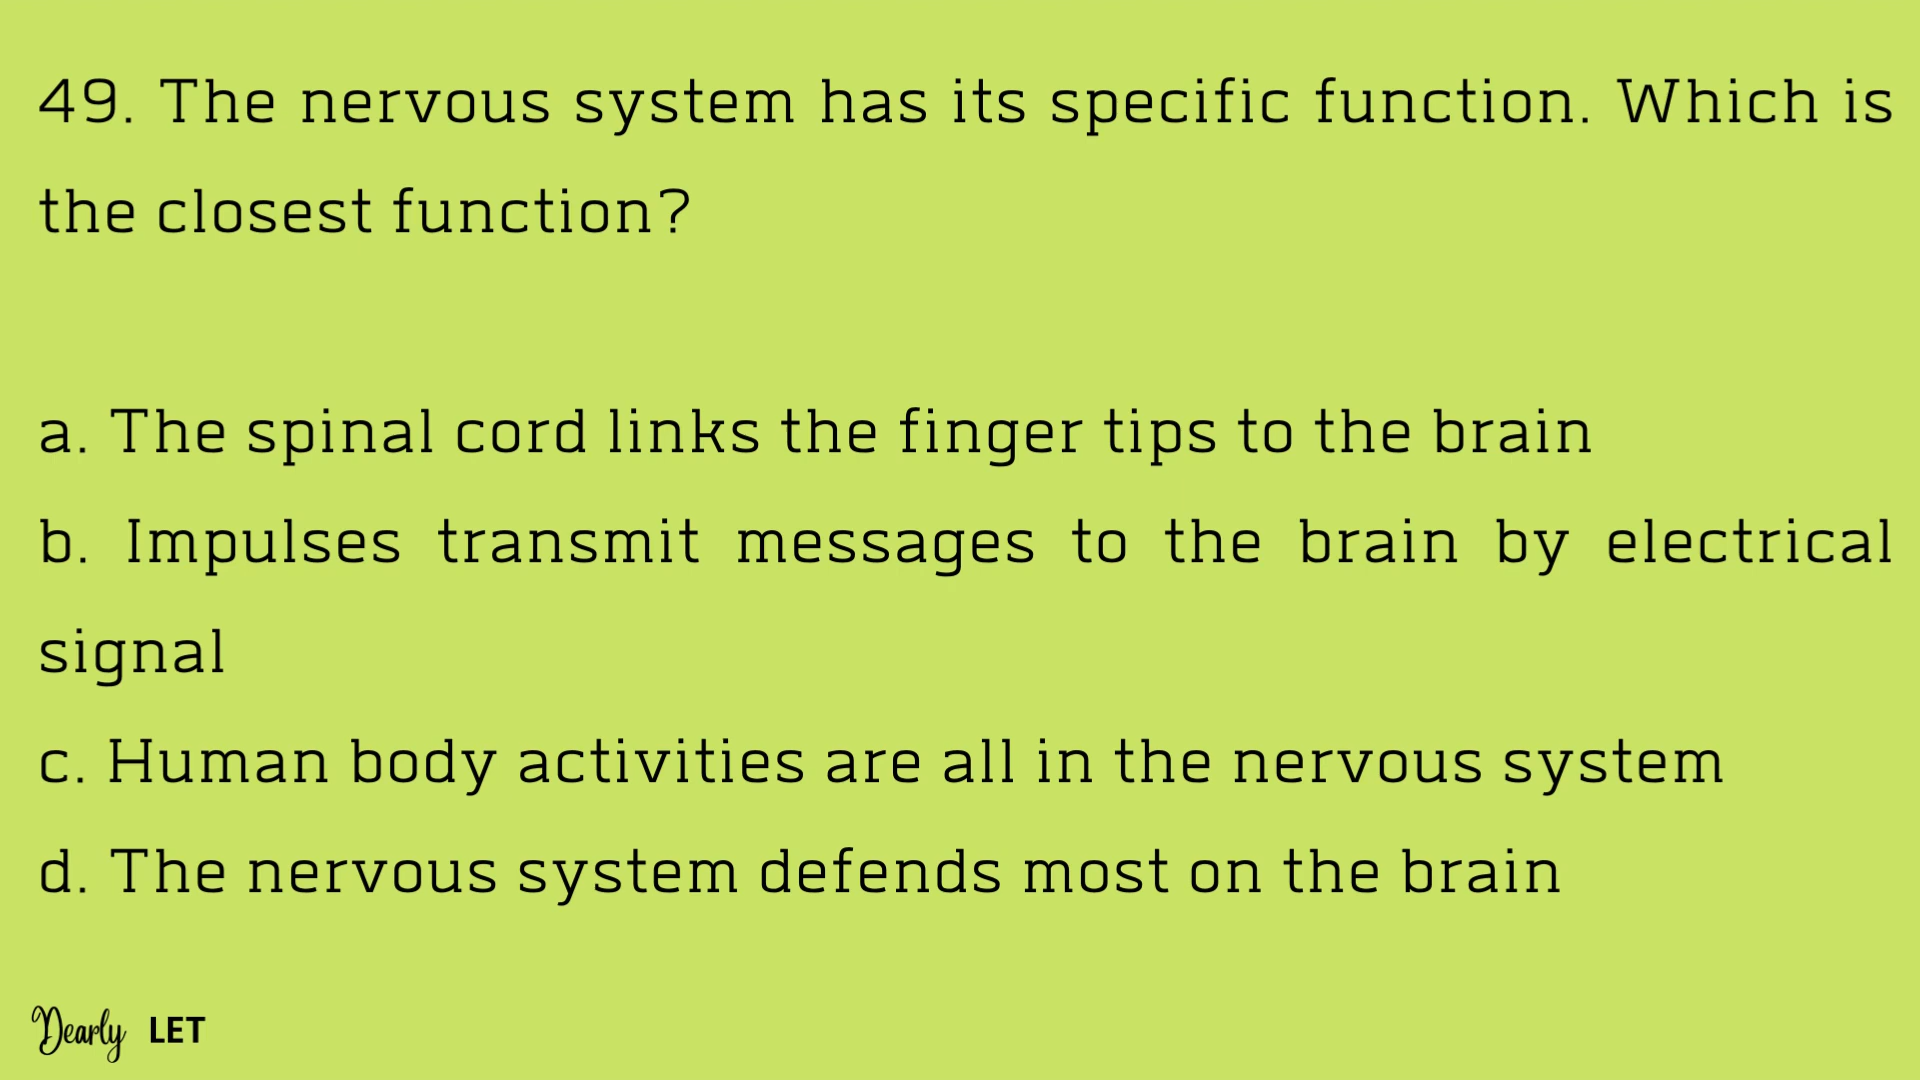 49. The nervous system has its specific function. Which is
the closest function?
a. The spinal cord links the finger tips to the brain
b. Impulses transmit messages to the brain by electrical
signal
c. Human body activities are all in the nervous system
d. The nervous system defends most on the brain
Dearly LET